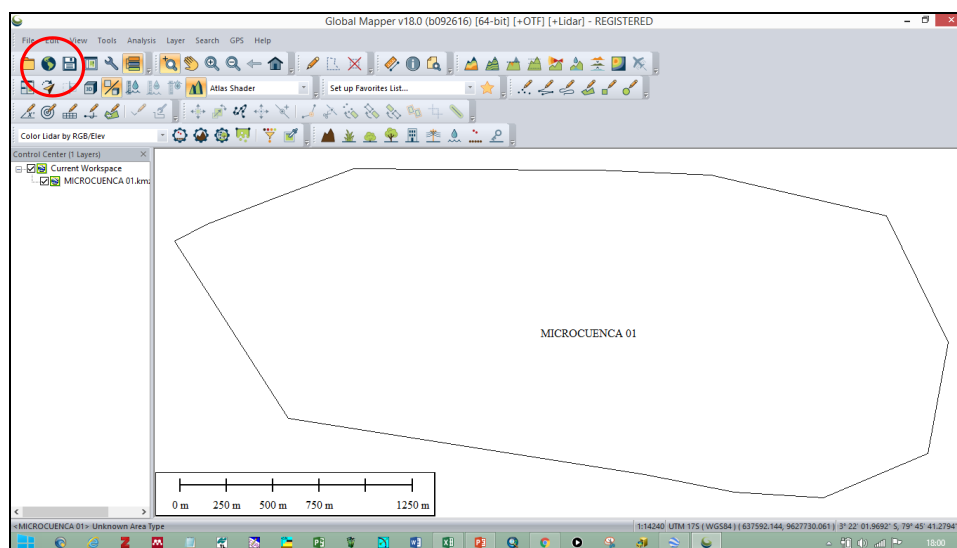 Global Mapper v18.0 (b092616) [64-bit] [+OTF] [+Lidar] - REGISTERED
File Edit View Tools Analysis Layer Search GPS Help
Atlas Shader
Set up Favorites List...
Color Lidar by RGB/Elev
Control Center (1 Layers)
Current Workspace
MICROCUENCA 01.km
MICROCUENCA 01
0 m 250 m 500 m 750 m 1250 m
<MICROCUENCA 01> Unknown Area Type
1:14240 UTM 17S ( WGS84 ) ( 637592.144, 9627730.061 ) 3° 22' 01.9692" S, 79° 45' 41.2794"
18:00